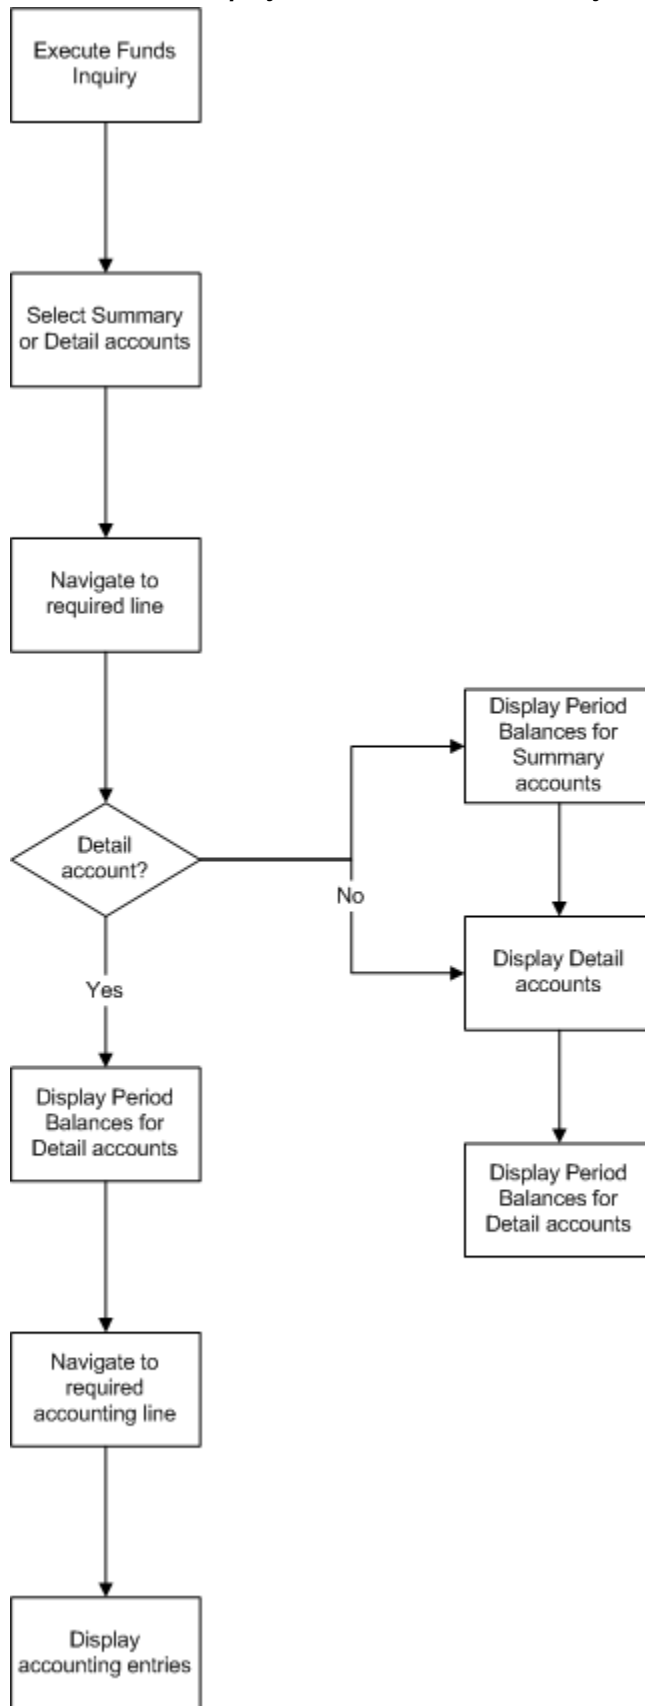 Execute Funds
Inquiry
Select Summary
or Detail accounts
Navigate to
required line
Detail
account?
No
Yes
Display Period
Balances for
Summary
accounts
Display Detail
accounts
Display Period
Balances for
Detail accounts
Display Period
Balances for
Detail accounts
Navigate to
required
accounting line
Display
accounting entries